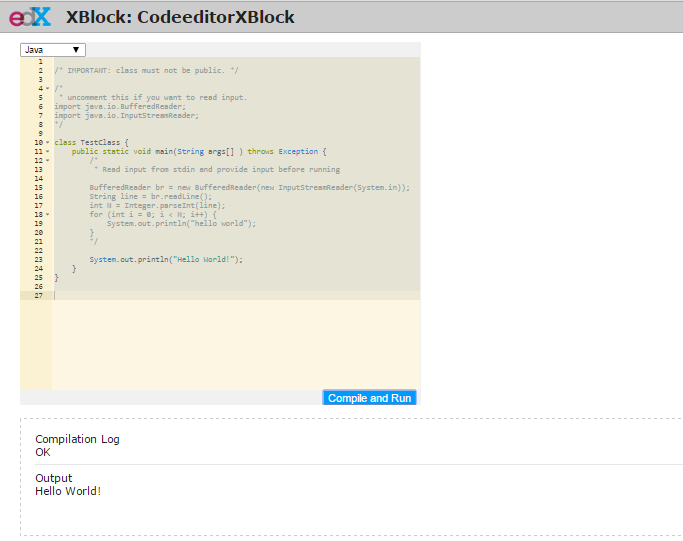 edX XBlock: CodeeditorXBlock
Java ▼
1
2 /* IMPORTANT: class must not be public. */
3
4 /*
5  * uncomment this if you want to read input.
6 import java.io.BufferedReader;
7 import java.io.InputStreamReader;
8 */
9
10 class TestClass {
11     public static void main(String args[] ) throws Exception {
12         /*
13          * Read input from stdin and provide input before running
14
15         BufferedReader br = new BufferedReader(new InputStreamReader(System.in));
16         String line = br.readLine();
17         int N = Integer.parseInt(line);
18         for (int i = 0; i < N; i++) {
19             System.out.println("hello world");
20         }
21         */
22
23         System.out.println("Hello World!");
24     }
25 }
26
27
Compile and Run
Compilation Log
OK
Output
Hello World!